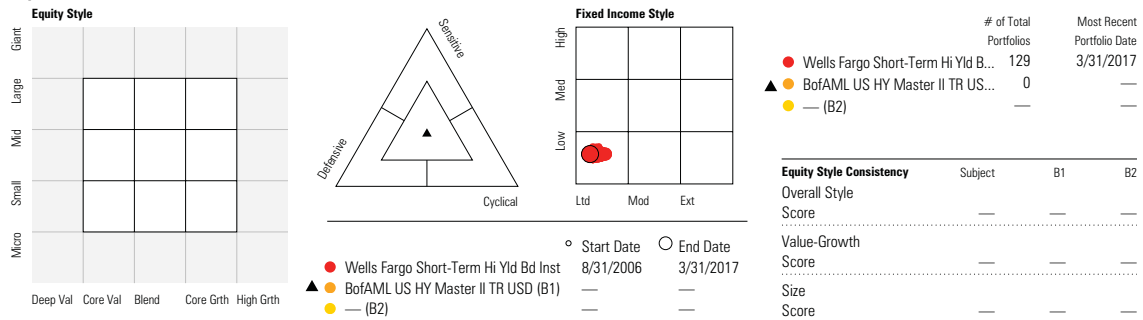 Equity Style
Giant
Large
Mid
Small
Micro
Deep Val Core Val Blend Core Grth High Grth
Sensitive
Defensive
Cyclical
Fixed Income Style
High
Med
Low
Ltd Mod Ext
Start Date End Date
Wells Fargo Short-Term Hi Yld Bd Inst 8/31/2006 3/31/2017
BofAML US HY Master II TR USD (B1) — —
— (B2) — —
# of Total Most Recent
Portfolios Portfolio Date
Wells Fargo Short-Term Hi Yld B... 129 3/31/2017
BofAML US HY Master II TR US... 0 —
— (B2) — —
Equity Style Consistency Subject B1 B2
Overall Style
Score — — —
Value-Growth
Score — — —
Size
Score — — —